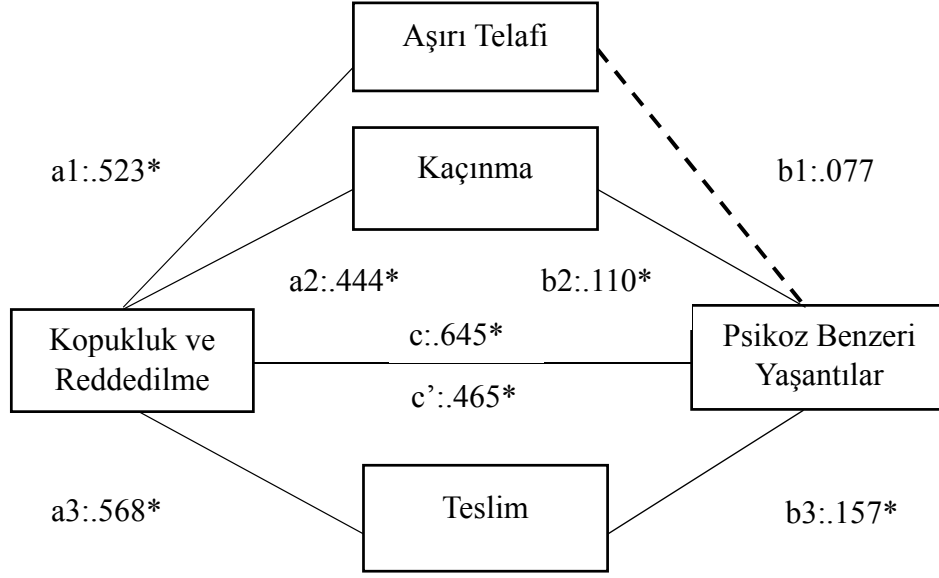 Aşırı Telafi
a1:.523*
Kaçınma
b1:.077
a2:.444*
b2:.110*
Kopukluk ve
Reddedilme
c:.645*
c’:.465*
Psikoz Benzeri
Yaşantılar
a3:.568*
Teslim
b3:.157*